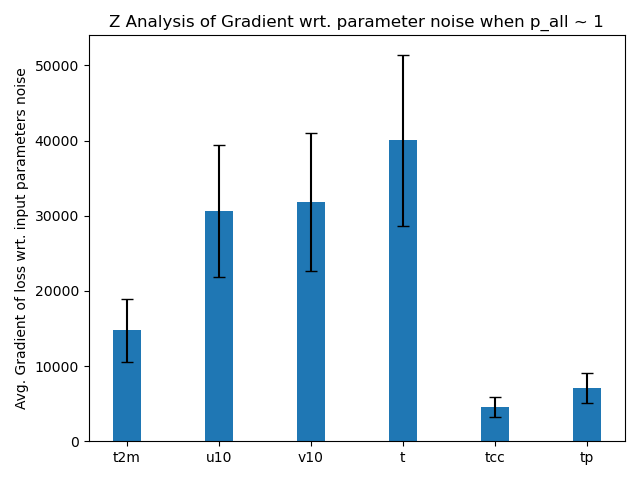 Z Analysis of Gradient wrt. parameter noise when p_all ~ 1
Avg. Gradient of loss wrt. input parameters noise
50000
40000
30000
20000
10000
0
t2m u10 v10 t tcc tp